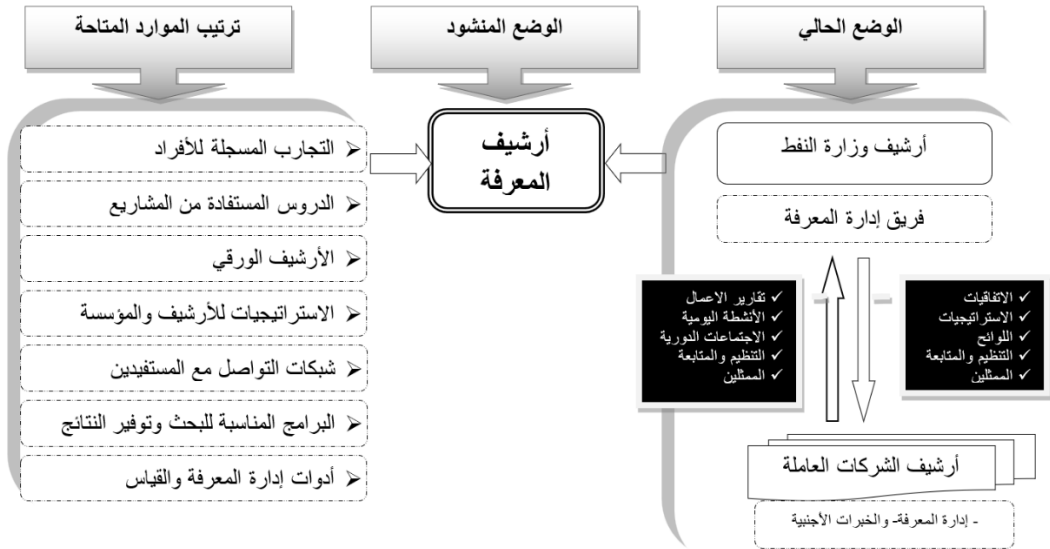 الوضع الحالي
الوضع المنشود
ترتيب الموارد المتاحة
أرشيف وزارة النفط
فريق إدارة المعرفة
✓ الاتفاقيات
✓ الاستراتيجيات
✓ اللوائح
✓ التنظيم والمتابعة
✓ الممثلين
✓ تقارير الاعمال
✓ الأنشطة اليومية
✓ الاجتماعات الدورية
✓ التنظيم والمتابعة
✓ الممثلين
أرشيف الشركات العاملة
- إدارة المعرفة- والخبرات الأجنبية
أرشيف
المعرفة
➢ التجارب المسجلة للأفراد
➢ الدروس المستفادة من المشاريع
➢ الأرشيف الورقي
➢ الاستراتيجيات للأرشيف والمؤسسة
➢ شبكات التواصل مع المستفيدين
➢ البرامج المناسبة للبحث وتوفير النتائج
➢ أدوات إدارة المعرفة والقياس